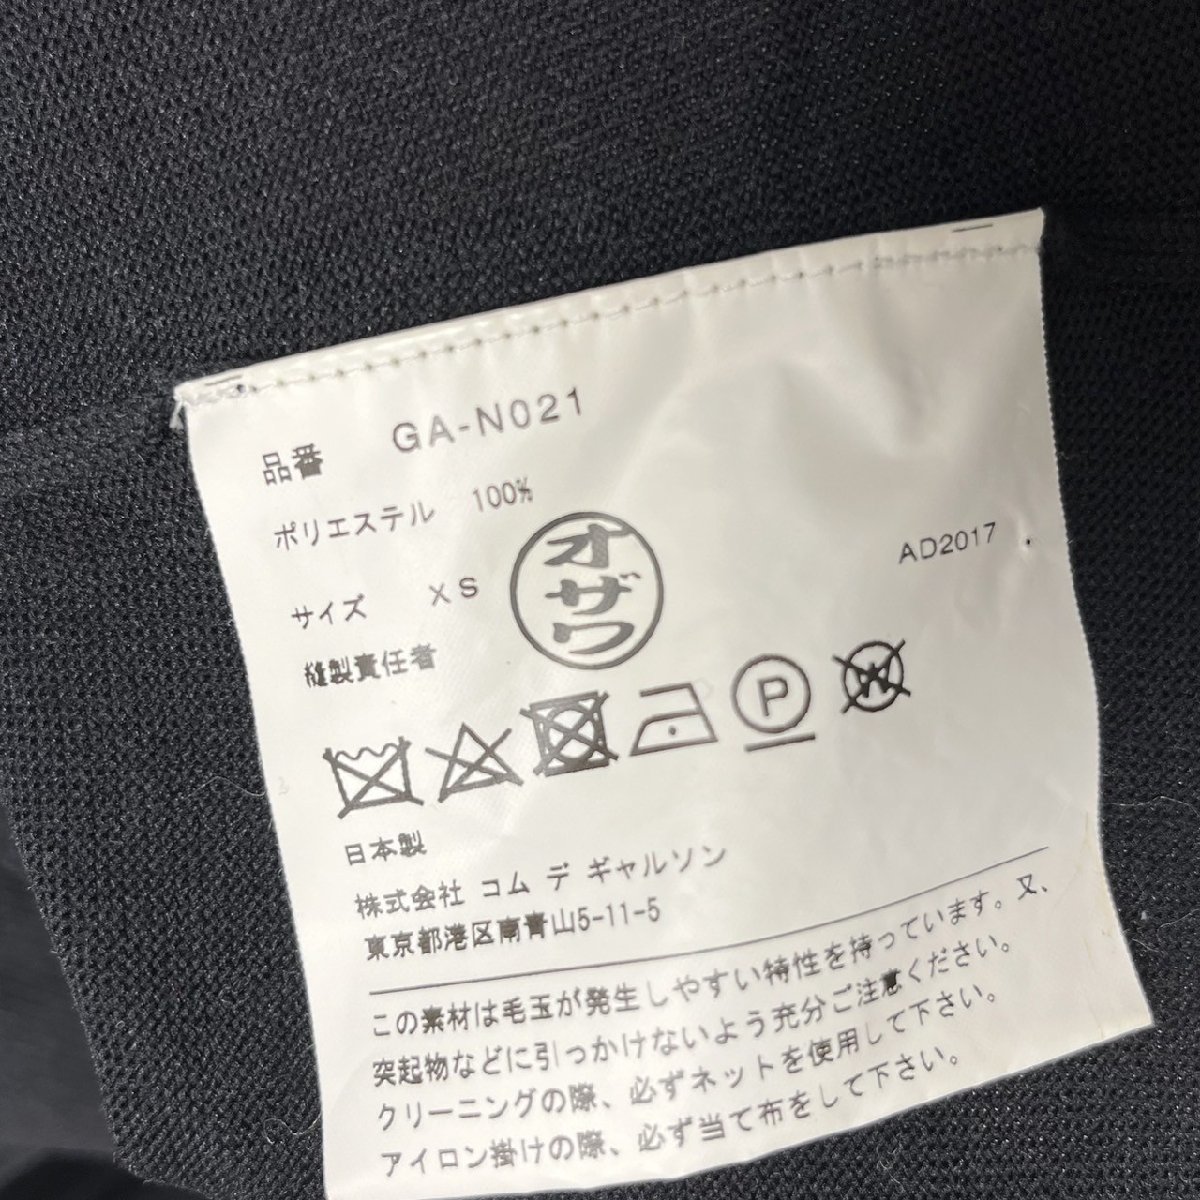 品番 GA-N021
ポリエステル 100%
サイズ XS
オザワ
AD2017
縫製責任者
P
W
日本製
株式会社 コム デ ギャルソン
東京都港区南青山5-11-5
この素材は毛玉が発生しやすい特性を持っています。又、
突起物などに引っかけないよう充分ご注意ください。
クリーニングの際、必ずネットを使用して下さい。
アイロン掛けの際、必ず当て布をして下さい。